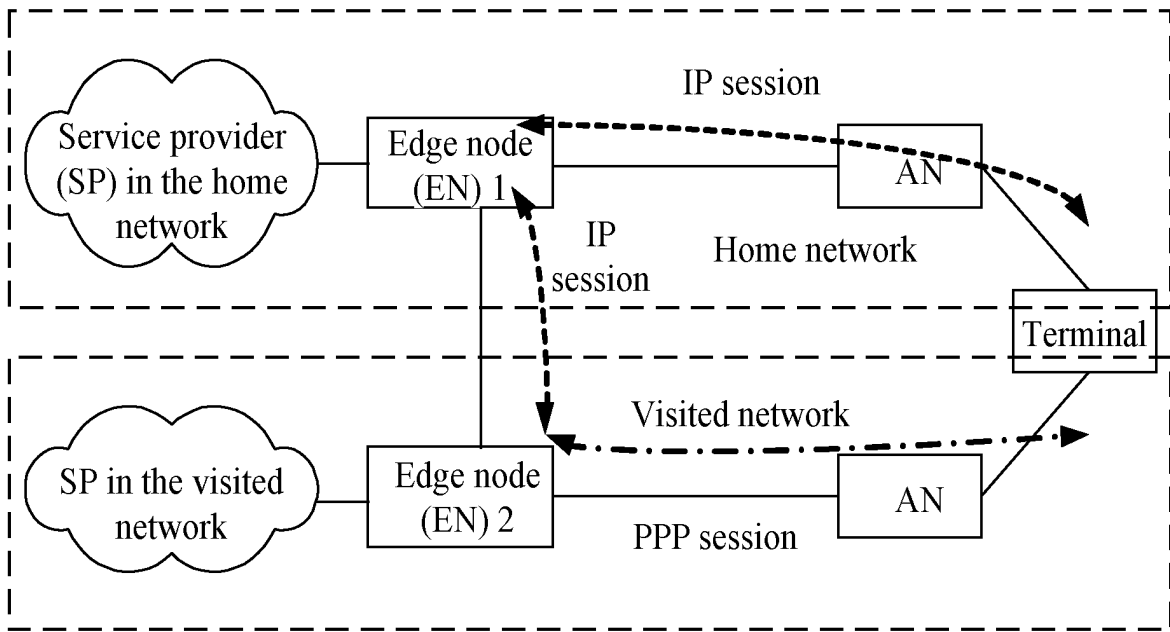 IP session
Service provider
(SP) in the home
network
Edge node
(EN) 1
AN
IP
session
Home network
Terminal
Visited network
SP in the visited
network
Edge node
(EN) 2
AN
PPP session